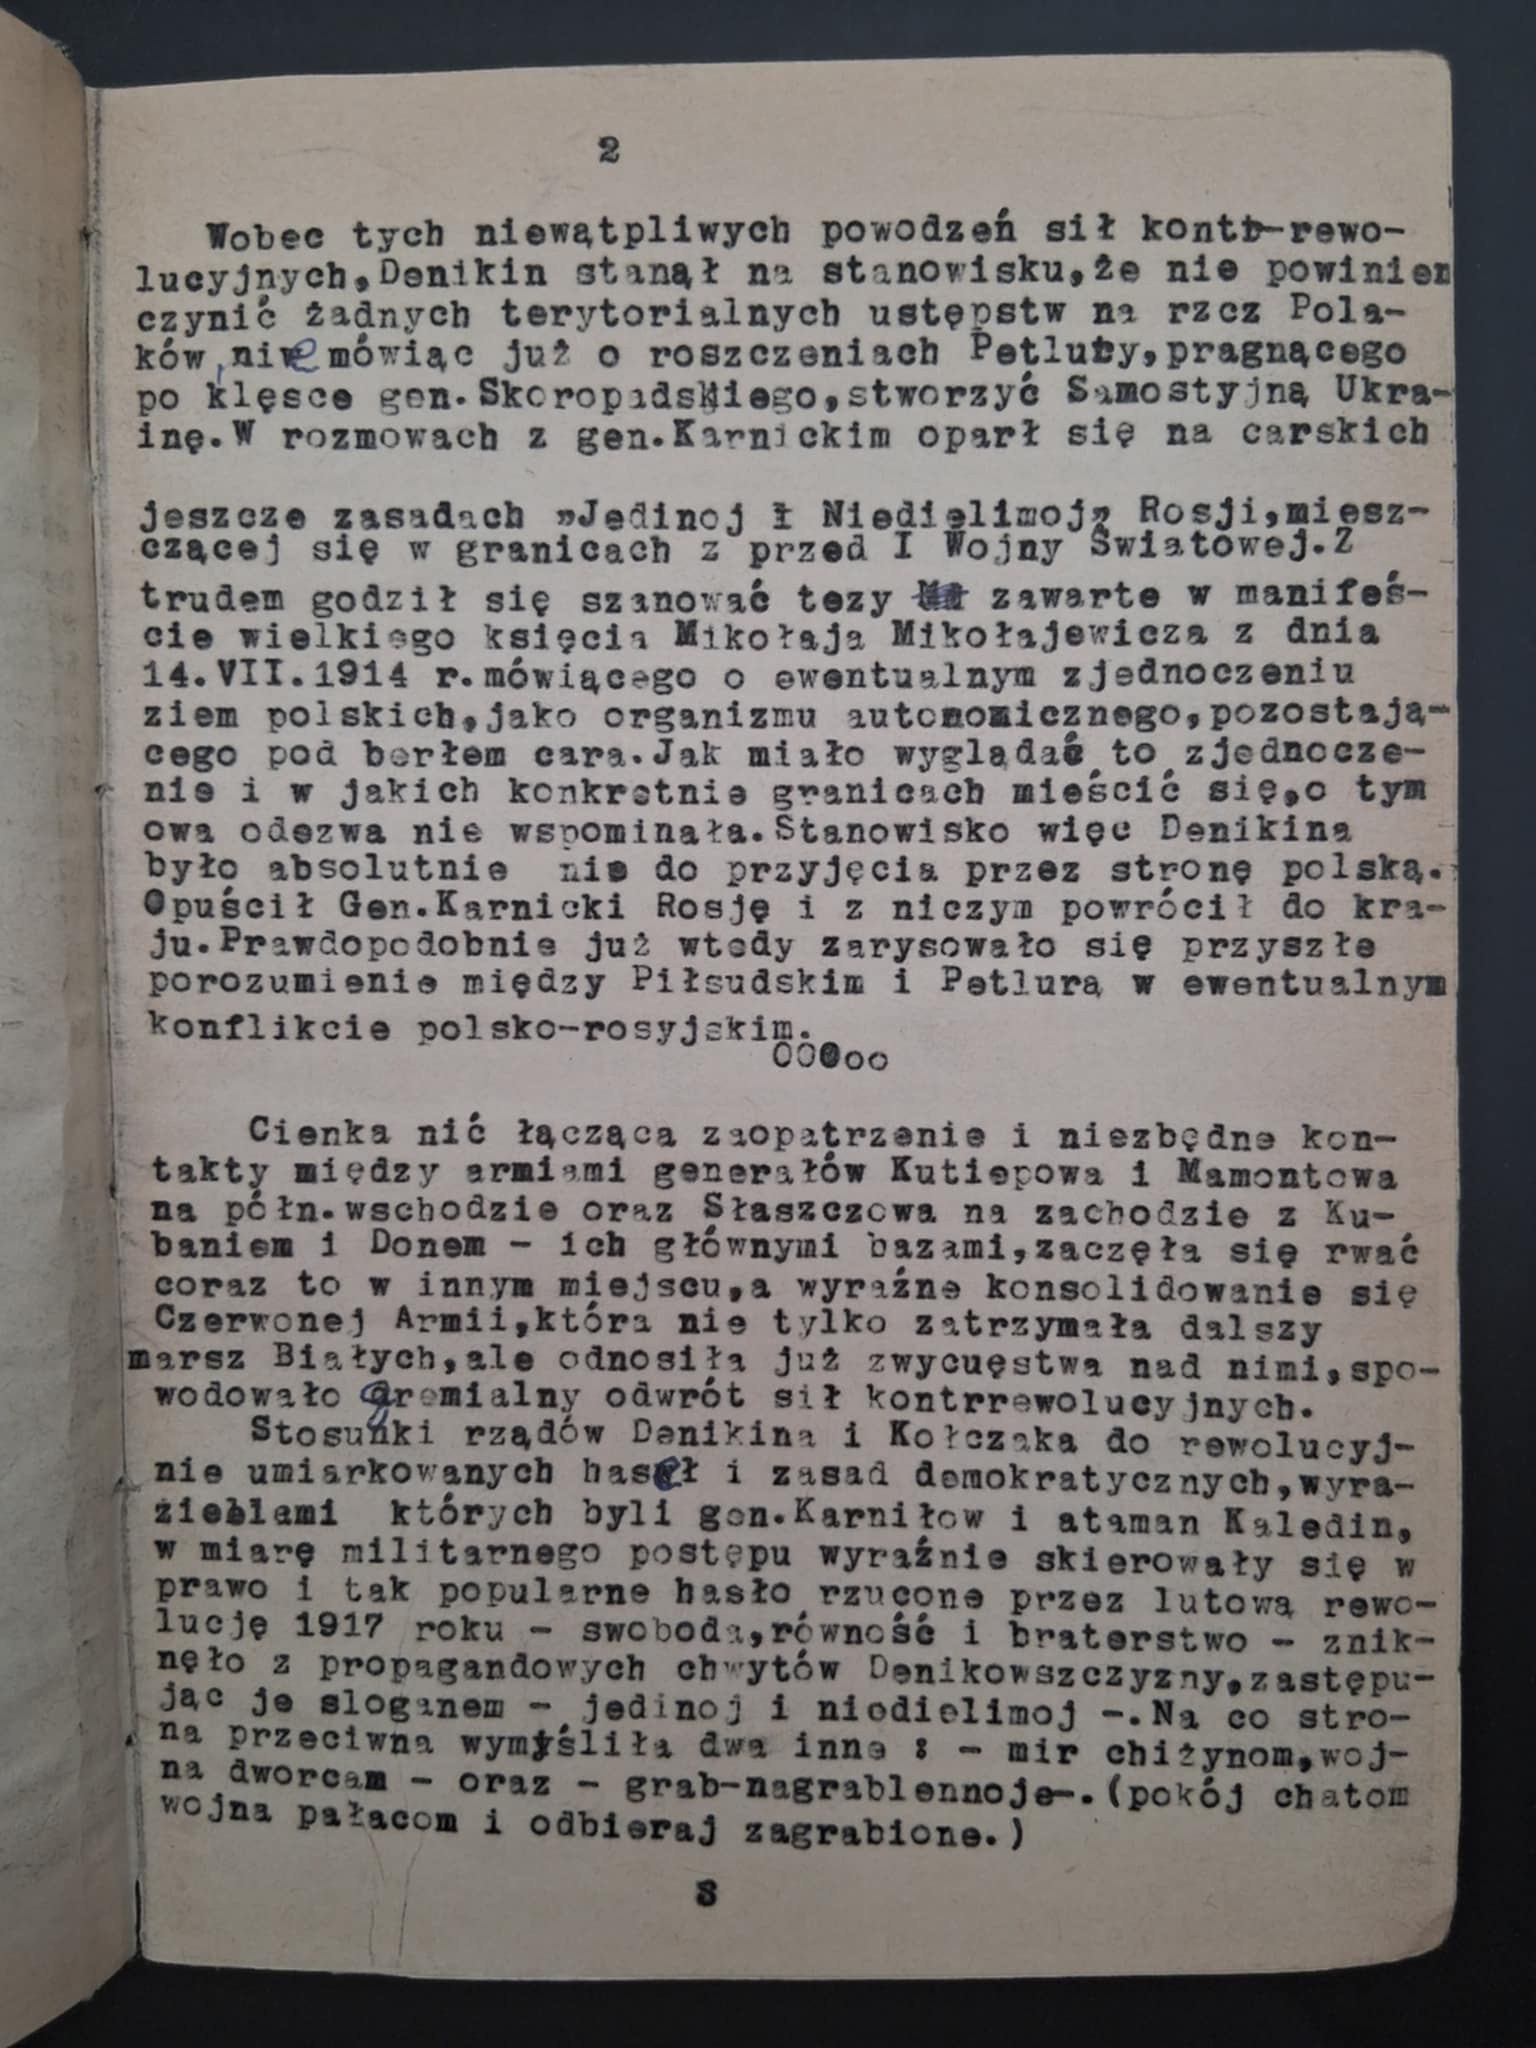 2
Wobec tych niewątpliwych powodzeń sił kontr-rewo-
lucyjnych,Denikin stanął na stanowisku,że nie powinien
czynić żadnych terytorialnych ustępstw na rzcz Pola-
ków,nie mówiąc już o roszczeniach Petlury,pragnącego
po klęsce gen.Skoropadskiego,stworzyć Samostyjną Ukra-
inę.W rozmowach z gen.Karnickim oparł się na carskich
jeszcze zasadach "Jedinoj i Niedielimoj" Rosji,miesz-
czącej się w granicach z przed I Wojny Światowej.Z
trudem godził się szanować tezy zawarte w manifeś-
cie wielkiego księcia Mikołaja Mikołajewicza z dnia
14.VII.1914 r.mówiącego o ewentualnym zjednoczeniu
ziem polskich,jako organizmu autonomicznego,pozostają-
cego pod berłem cara.Jak miało wyglądać to zjednocze-
nie i w jakich konkretnie granicach mieścić się,o tym
owa odezwa nie wspominała.Stanowisko więc Denikina
było absolutnie nie do przyjęcia przez stronę polską.
Opuścił Gen.Karnicki Rosję i z niczym powrócił do kra-
ju.Prawdopodobnie już wtedy zarysowało się przyszłe
porozumienie między Piłsudskim i Petlurą w ewentualnym
konflikcie polsko-rosyjskim.
OOOoo
Cienka nić łącząca zaopatrzenie i niezbędne kon-
takty między armiami generałów Kutiepowa i Mamontowa
na półn.wschodzie oraz Słaszczowa na zachodzie z Ku-
baniem i Donem - ich głównymi bazami,zaczęła się rwać
coraz to w innym miejscu,a wyraźne konsolidowanie się
Czerwonej Armii,która nie tylko zatrzymała dalszy
marsz Białych,ale odnosiła już zwycuęstwa nad nimi,spo-
wodowało gremialny odwrót sił kontrrewolucyjnych.
Stosunki rządów Denikina i Kołczaka do rewolucyj-
nie umiarkowanych haseł i zasad demokratycznych,wyra-
zieielami których byli gen.Karniłow i ataman Kaledin,
w miarę militarnego postępu wyraźnie skierowały się w
prawo i tak popularne hasło rzucone przez lutową rewo-
lucję 1917 roku - swoboda,równość i braterstwo - znik-
nęło z propagandowych chwytów Denikowszczyzny,zastępu-
jąc je sloganem - jedinoj i niedielimoj -.Na co stro-
na przeciwna wymyśliła dwa inne : - mir chiżynom,woj-
na dworcam - oraz - grab-nagrablennoje-.(pokój chatom
wojna pałacom i odbieraj zagrabione.)
3